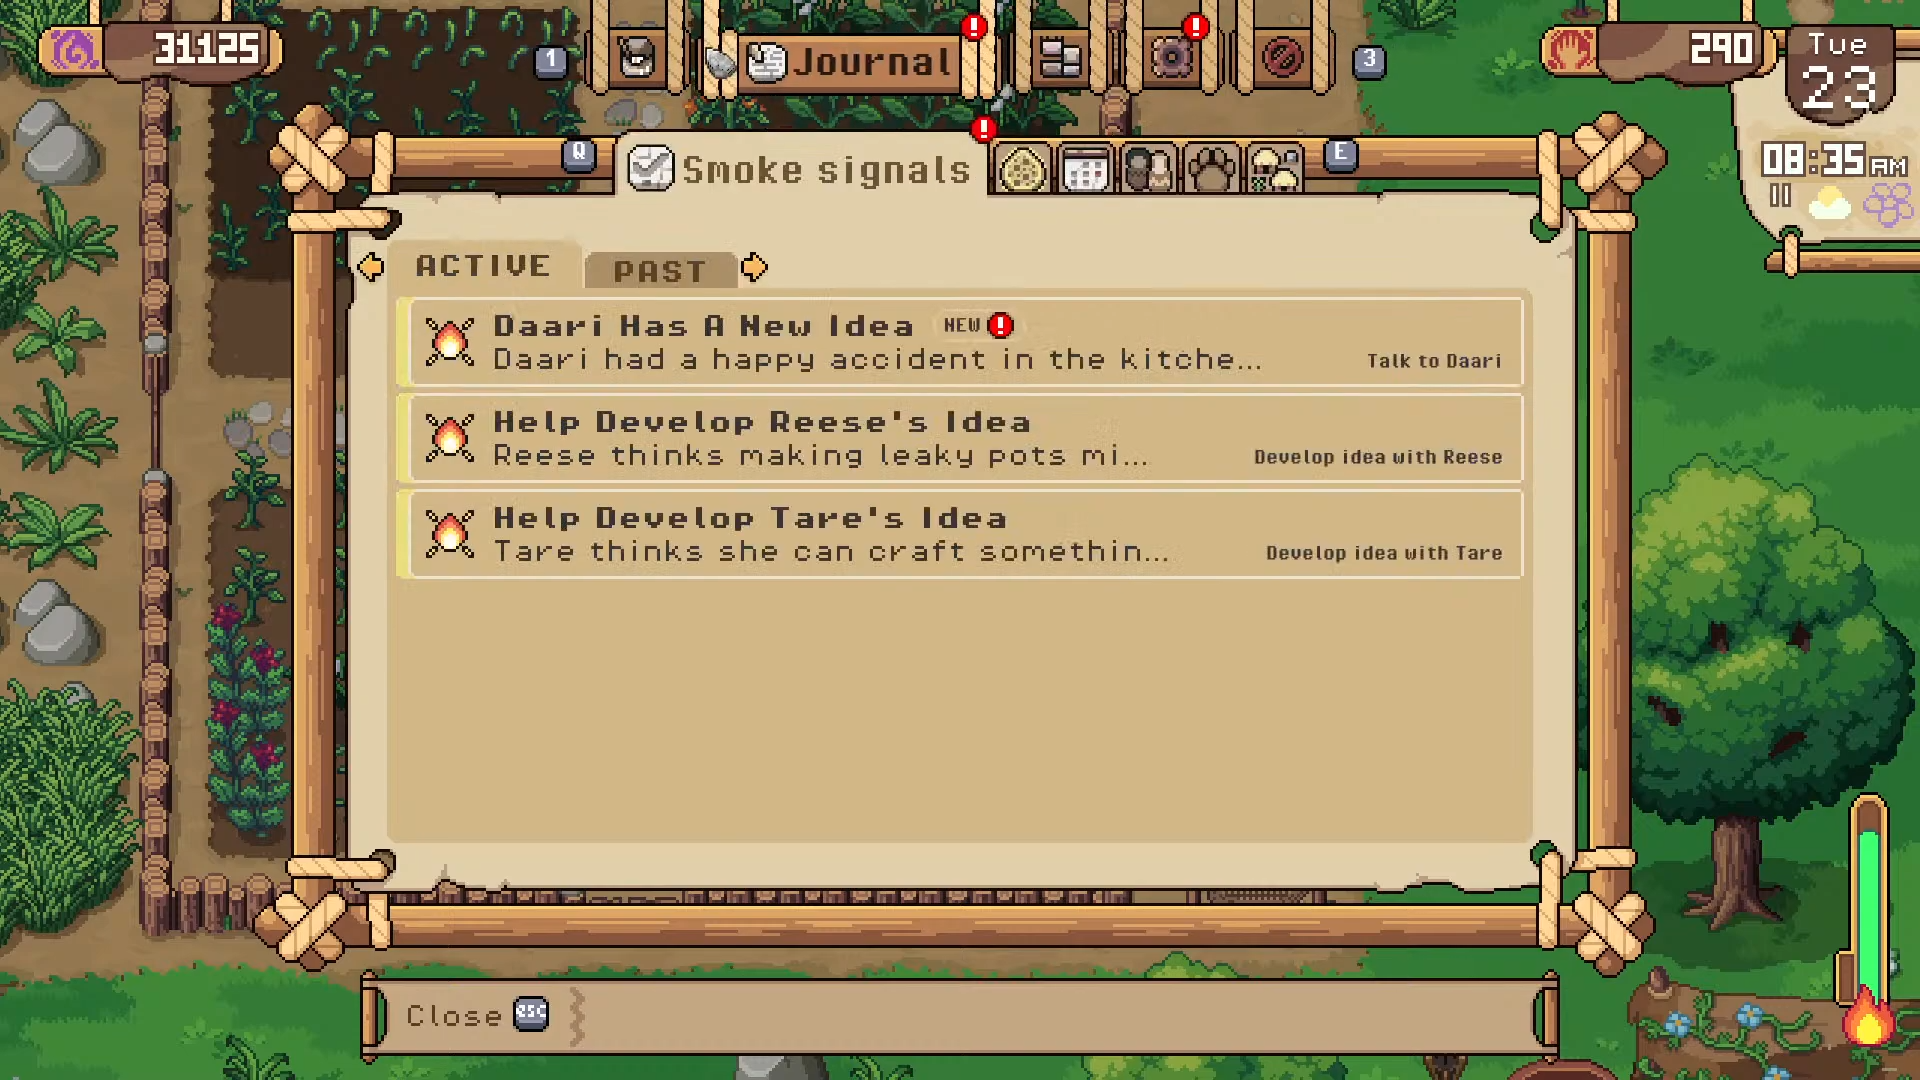 31125
1
Journal
3
290
Tue
23
08:35 AM
Q
Smoke signals
E
ACTIVE
PAST
Daari Has A New Idea NEW
Daari had a happy accident in the kitche...
Talk to Daari
Help Develop Reese's Idea
Reese thinks making leaky pots mi...
Develop idea with Reese
Help Develop Tare's Idea
Tare thinks she can craft somethin...
Develop idea with Tare
Close ESC